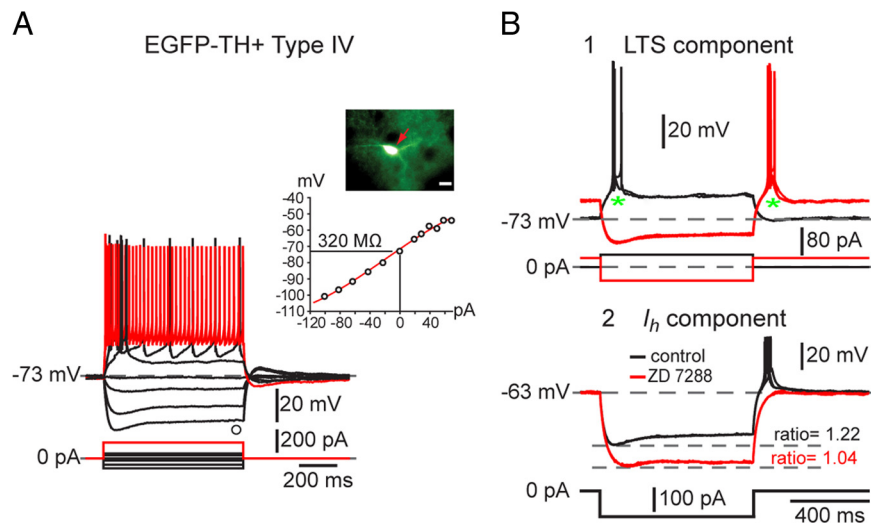 A
EGFP-TH+ Type IV
mV
-40
-50
-60
-70
-80
-90
-100
-110
320 MΩ
-120 -80 -40 0 40 pA
-73 mV
20 mV
200 pA
0 pA
200 ms
B
1 LTS component
20 mV
*
*
-73 mV
80 pA
0 pA
2 Ih component
control
ZD 7288
20 mV
-63 mV
ratio= 1.22
ratio= 1.04
0 pA
100 pA
400 ms